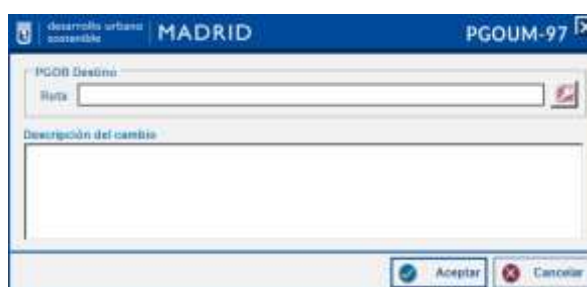 desarrollo urbano
sostenible
MADRID
PGOUM-97
PGOB Destino
Ruta
Descripción del cambio
Aceptar
Cancelar